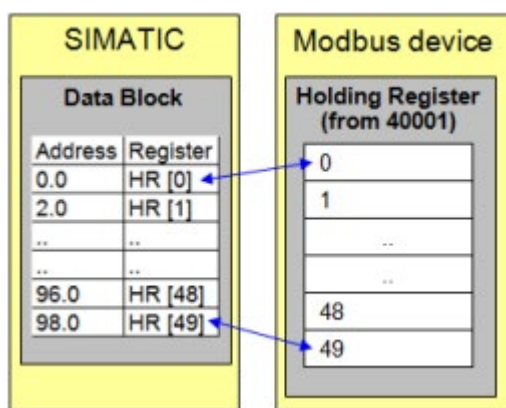 SIMATIC
Data Block
Address Register
0.0 HR [0]
2.0 HR [1]
.. ..
.. ..
96.0 HR [48]
98.0 HR [49]
Modbus device
Holding Register
(from 40001)
0
1
..
..
48
49